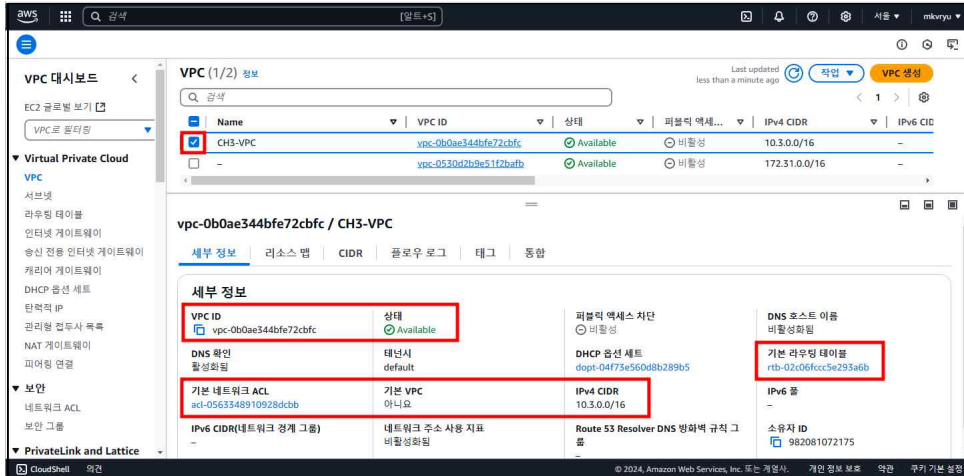 aws
검색
[알트+S]
서울 ▼
mkvryu ▼
VPC 대시보드
EC2 글로벌 보기
VPC로 필터링
▼ Virtual Private Cloud
VPC
서브넷
라우팅 테이블
인터넷 게이트웨이
송신 전용 인터넷 게이트웨이
캐리어 게이트웨이
DHCP 옵션 세트
탄력적 IP
관리형 접두사 목록
NAT 게이트웨이
피어링 연결
▼ 보안
네트워크 ACL
보안 그룹
▼ PrivateLink and Lattice
VPC (1/2) 정보
Last updated
less than a minute ago
작업 ▼
VPC 생성
검색
1
Name VPC ID 상태 퍼블릭 액세... IPv4 CIDR IPv6 CID
CH3-VPC vpc-0b0ae344bfe72cbfc Available 비활성 10.3.0.0/16 –
– vpc-0530d2b9e51f2bafb Available 비활성 172.31.0.0/16 –
vpc-0b0ae344bfe72cbfc / CH3-VPC
세부 정보 리소스 맵 CIDR 플로우 로그 태그 통합
세부 정보
VPC ID 상태 퍼블릭 액세스 차단 DNS 호스트 이름
vpc-0b0ae344bfe72cbfc Available 비활성 비활성화됨
DNS 확인 테넌시 DHCP 옵션 세트 기본 라우팅 테이블
활성화됨 default dopt-04f73e560d8b289b5 rtb-02c06fccc5e293a6b
기본 네트워크 ACL 기본 VPC IPv4 CIDR IPv6 풀
acl-0563348910928dcbb 아니요 10.3.0.0/16 –
IPv6 CIDR(네트워크 경계 그룹) 네트워크 주소 사용 지표 Route 53 Resolver DNS 방화벽 규칙 그룹 소유자 ID
– 비활성화됨 – 982081072175
CloudShell 의견 © 2024, Amazon Web Services, Inc. 또는 계열사. 개인 정보 보호 약관 쿠키 기본 설정